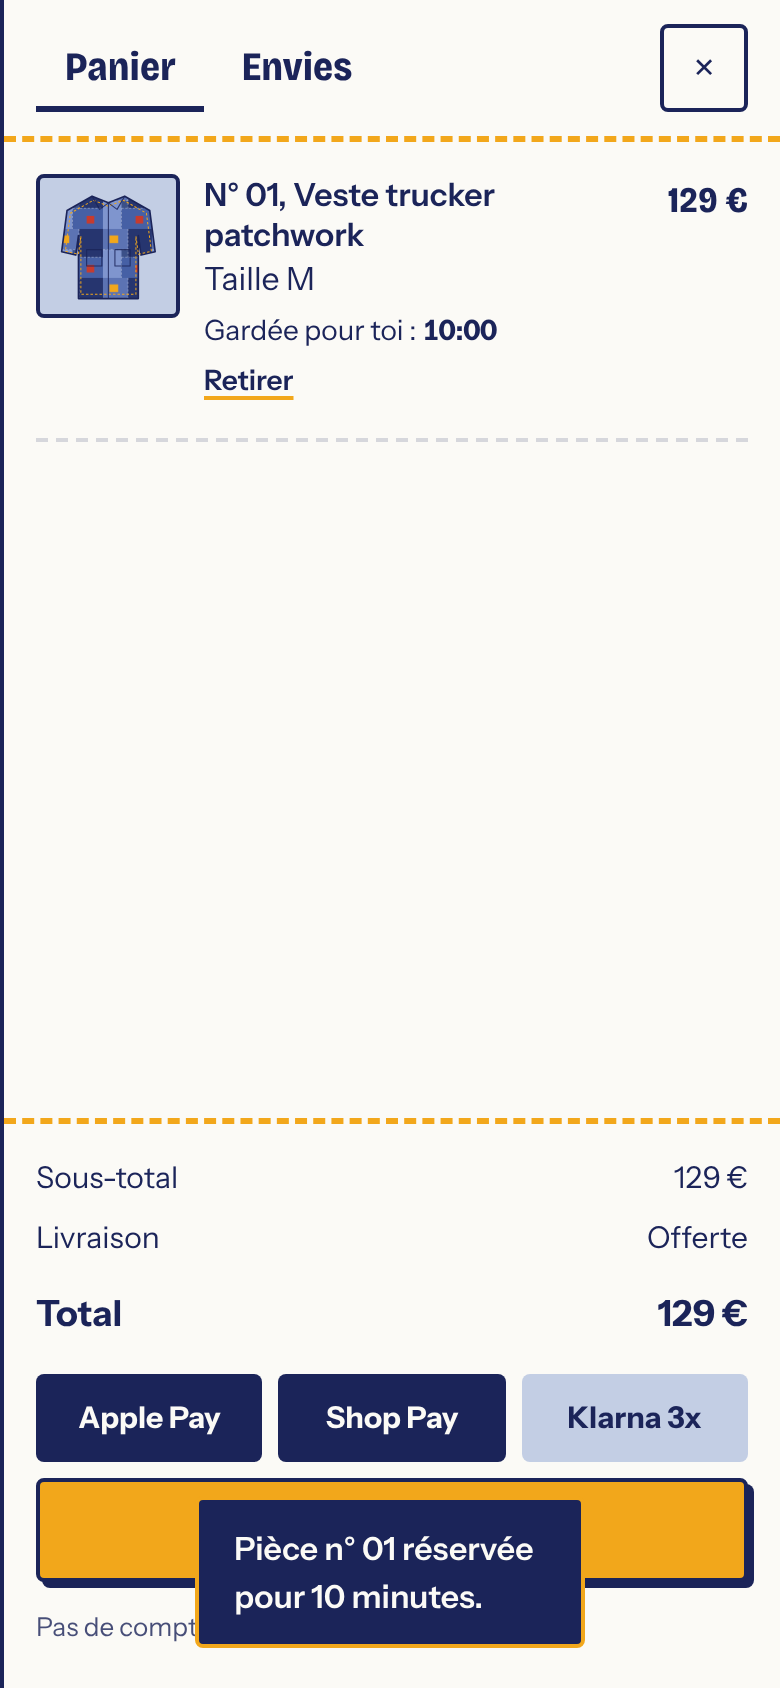 Panier
Envies
×
N° 01, Veste trucker
patchwork
129 €
Taille M
Gardée pour toi : 10:00
Retirer
Sous-total
129 €
Livraison
Offerte
Total
129 €
Apple Pay
Shop Pay
Klarna 3x
Pièce n° 01 réservée
pour 10 minutes.
Pas de